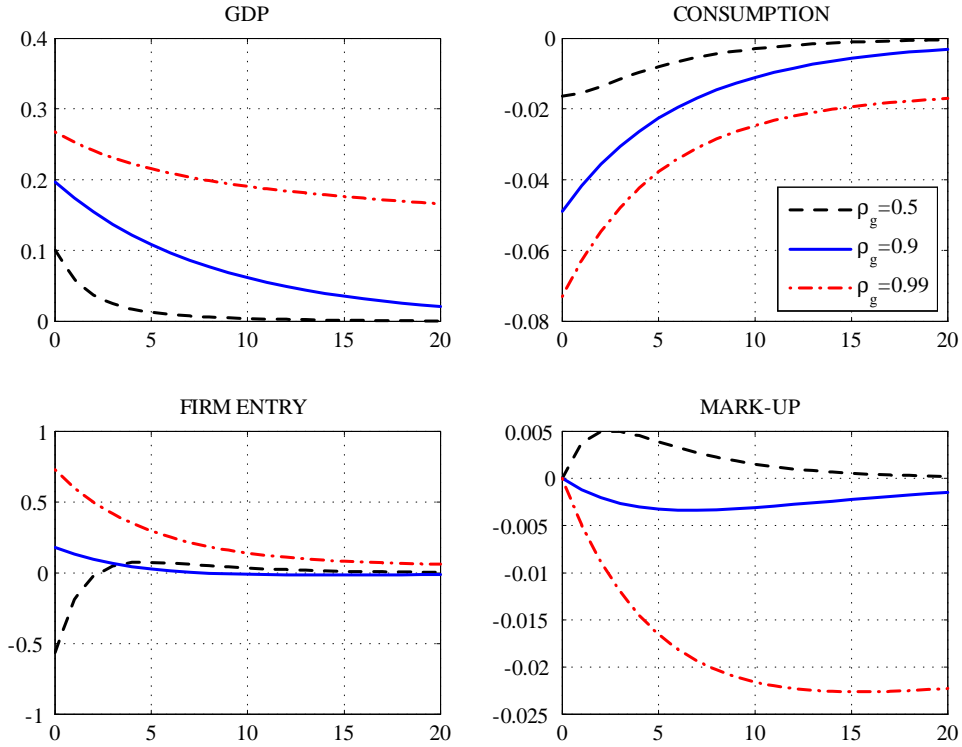 GDP
0.4
0.3
0.2
0.1
0
0 5 10 15 20
CONSUMPTION
0
-0.02
-0.04
-0.06
-0.08
0 5 10 15 20
ρg=0.5
ρg=0.9
ρg=0.99
FIRM ENTRY
1
0.5
0
-0.5
-1
0 5 10 15 20
MARK-UP
0.005
0
-0.005
-0.01
-0.015
-0.02
-0.025
0 5 10 15 20